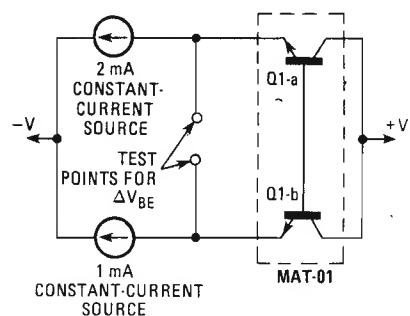 2 mA
CONSTANT-
CURRENT
SOURCE
Q1-a
−V
+V
TEST
POINTS FOR
ΔVBE
Q1-b
1 mA
CONSTANT-CURRENT
SOURCE
MAT-01